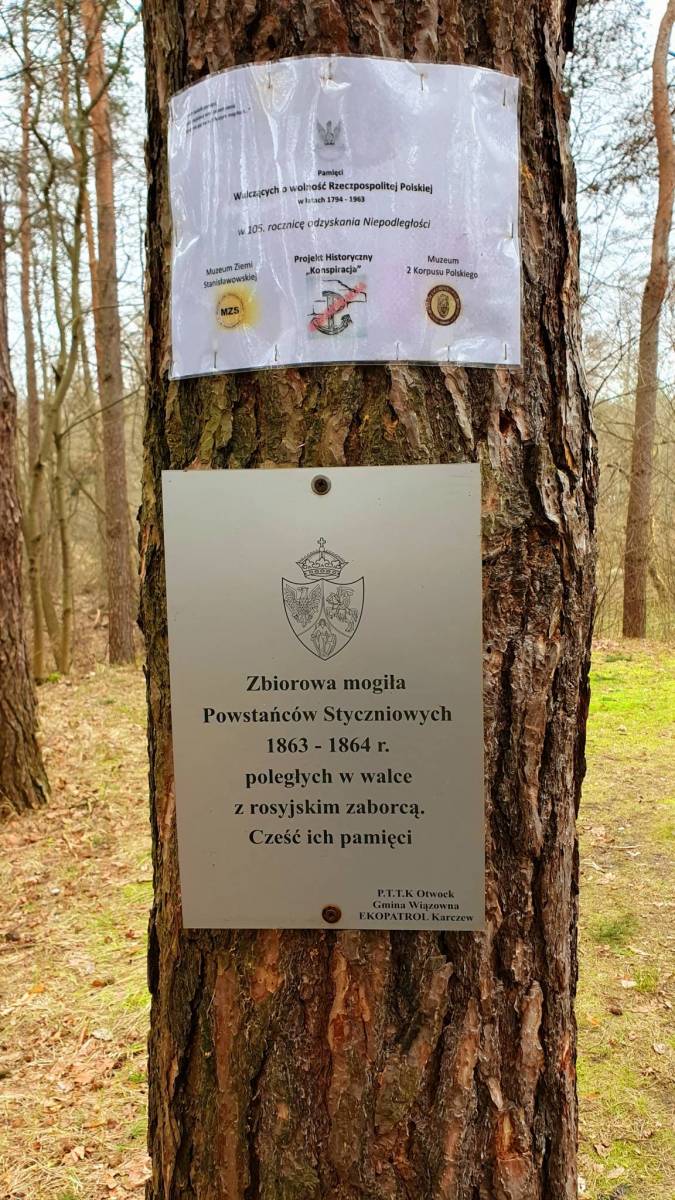 Pamięci
Walczących o wolność Rzeczpospolitej Polskiej
w latach 1794 - 1963
w 105. rocznicę odzyskania Niepodległości
Muzeum Ziemi
Stanisławowskiej
MZS
Projekt Historyczny
„Konspiracja”
Muzeum
2 Korpusu Polskiego
Zbiorowa mogiła
Powstańców Styczniowych
1863 - 1864 r.
poległych w walce
z rosyjskim zaborcą.
Cześć ich pamięci
P.T.T.K Otwock
Gmina Wiązowna
EKOPATROL Karczew